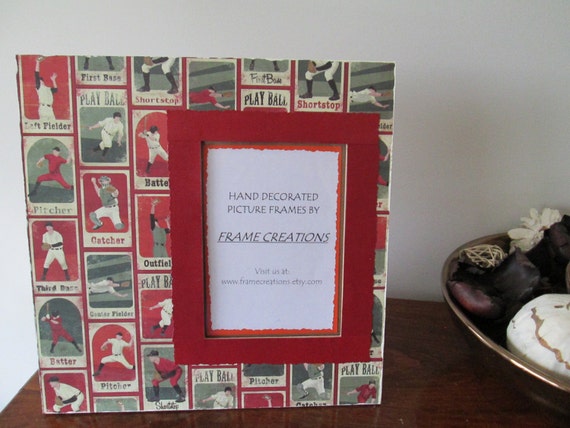 First Base
Shortstop
First Base
Shortstop
Left Fielder
PLAY BALL
PLAY BALL
Pitcher
Catcher
Batter
Third Base
Center Fielder
Outfield
Batter
Pitcher
Pitcher
Shortstop
PLAY BALL
Pitcher
PLAY BALL
Catcher
HAND DECORATED
PICTURE FRAMES BY
FRAME CREATIONS
Visit us at:
www.framecreations-etsy.com